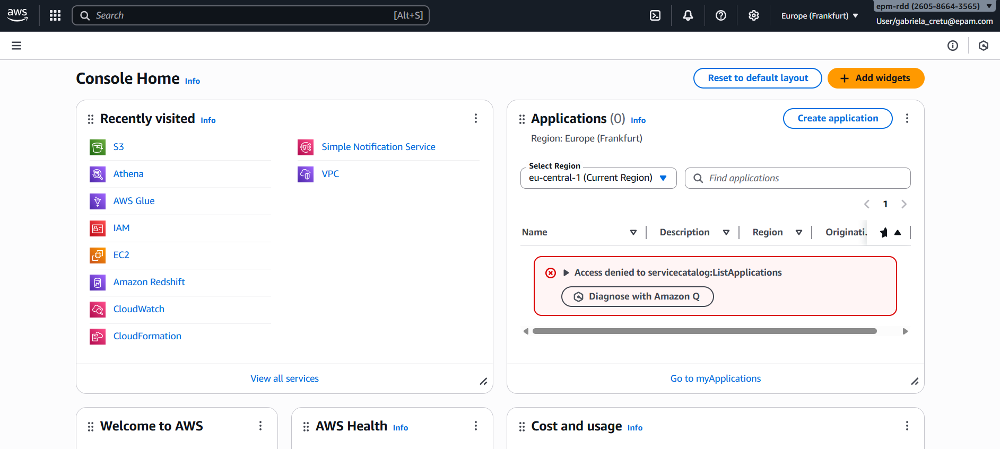 aws
Search
[Alt+S]
Europe (Frankfurt)
epm-rdd (2605-8664-3565)
User/gabriela_cretu@epam.com
Console Home Info
Reset to default layout
Add widgets
Recently visited Info
S3
Athena
AWS Glue
IAM
EC2
Amazon Redshift
CloudWatch
CloudFormation
Simple Notification Service
VPC
View all services
Applications (0) Info
Create application
Region: Europe (Frankfurt)
Select Region
eu-central-1 (Current Region)
Find applications
1
Name
Description
Region
Originati.
Access denied to servicecatalog:ListApplications
Diagnose with Amazon Q
Go to myApplications
Welcome to AWS
AWS Health Info
Cost and usage Info